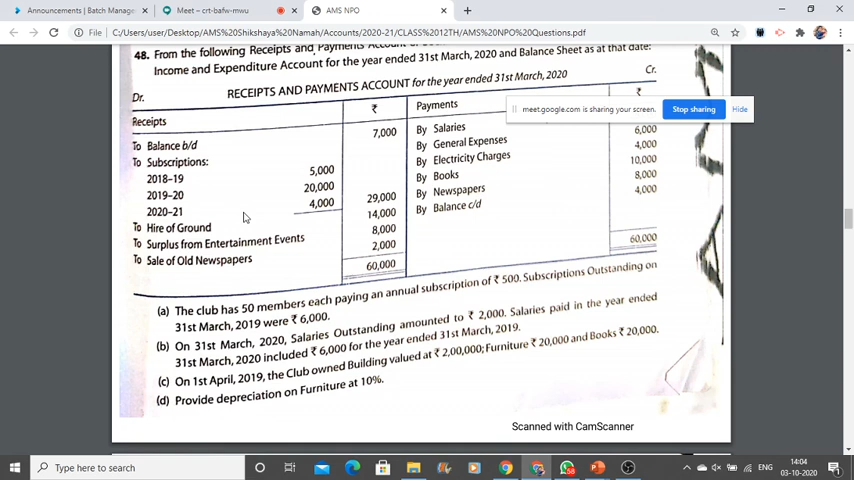 Announcements | Batch Manage
Meet – crt-bafw-mwu
AMS NPO
File | C:/Users/user/Desktop/AMS%20Shikshaya%20Namah/Accounts/2020-21/CLASS%2012TH/AMS%20NPO%20Questions.pdf
48. From the following Receipts and Payments Account
Income and Expenditure Account for the year ended 31st March, 2020 and Balance Sheet as at that date:
RECEIPTS AND PAYMENTS ACCOUNT for the year ended 31st March, 2020
Dr. Cr.
meet.google.com is sharing your screen. Stop sharing Hide
Receipts ₹ Payments ₹
To Balance b/d 7,000 By Salaries 6,000
To Subscriptions: By General Expenses 4,000
2018–19 5,000 By Electricity Charges 10,000
2019–20 20,000 By Books 8,000
2020–21 4,000 29,000 By Newspapers 4,000
To Hire of Ground 14,000 By Balance c/d
To Surplus from Entertainment Events 8,000
To Sale of Old Newspapers 2,000
60,000 60,000
(a) The club has 50 members each paying an annual subscription of ₹ 500. Subscriptions Outstanding on
31st March, 2019 were ₹ 6,000.
(b) On 31st March, 2020, Salaries Outstanding amounted to ₹ 2,000. Salaries paid in the year ended
31st March, 2020 included ₹ 6,000 for the year ended 31st March, 2019.
(c) On 1st April, 2019, the Club owned Building valued at ₹ 2,00,000; Furniture ₹ 20,000 and Books ₹ 20,000.
(d) Provide depreciation on Furniture at 10%.
Scanned with CamScanner
Type here to search
ENG
14:04
03-10-2020